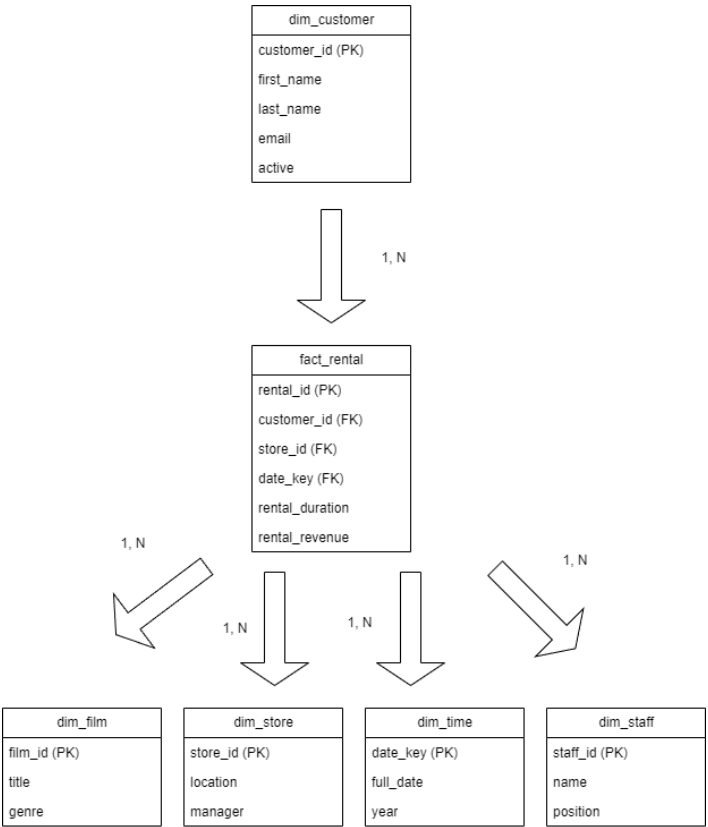 dim_customer
customer_id (PK)
first_name
last_name
email
active
1, N
fact_rental
rental_id (PK)
customer_id (FK)
store_id (FK)
date_key (FK)
rental_duration
rental_revenue
1, N
1, N
1, N
1, N
dim_film
film_id (PK)
title
genre
dim_store
store_id (PK)
location
manager
dim_time
date_key (PK)
full_date
year
dim_staff
staff_id (PK)
name
position